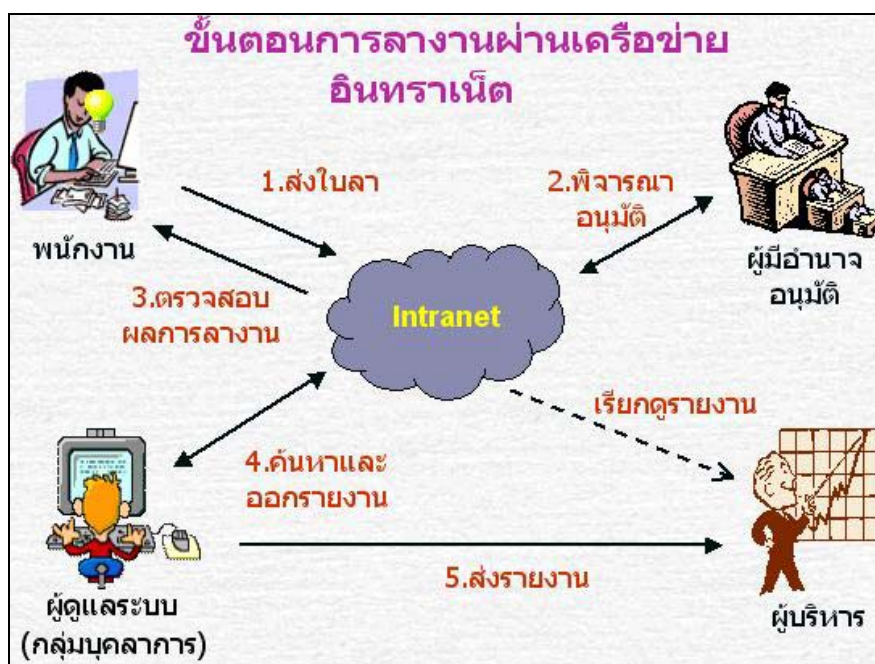 ขั้นตอนการลางานผ่านเครือข่าย
อินทราเน็ต
1.ส่งใบลา
2.พิจารณา
อนุมัติ
พนักงาน
ผู้มีอำนาจ
อนุมัติ
3.ตรวจสอบ
ผลการลางาน
Intranet
เรียกดูรายงาน
4.ค้นหาและ
ออกรายงาน
5.ส่งรายงาน
ผู้ดูแลระบบ
(กลุ่มบุคลาการ)
ผู้บริหาร